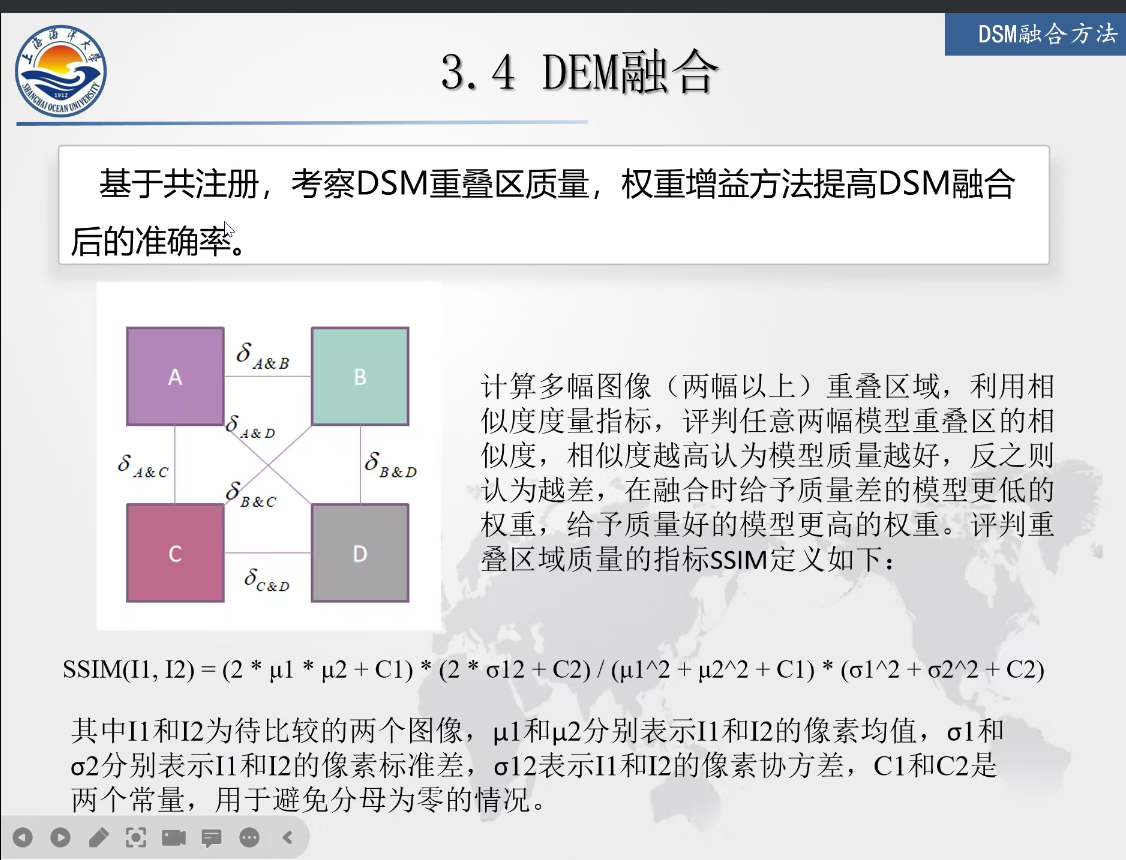 DSM融合方法
上海海洋大学
SHANGHAI OCEAN UNIVERSITY
1912
3.4 DEM融合
基于共注册，考察DSM重叠区质量，权重增益方法提高DSM融合
后的准确率。
A
δA&B
B
δA&D
δA&C
δB&D
δB&C
C
D
δC&D
计算多幅图像（两幅以上）重叠区域，利用相
似度度量指标，评判任意两幅模型重叠区的相
似度，相似度越高认为模型质量越好，反之则
认为越差，在融合时给予质量差的模型更低的
权重，给予质量好的模型更高的权重。评判重
叠区域质量的指标SSIM定义如下：
SSIM(I1, I2) = (2 * μ1 * μ2 + C1) * (2 * σ12 + C2) / (μ1^2 + μ2^2 + C1) * (σ1^2 + σ2^2 + C2)
其中I1和I2为待比较的两个图像，μ1和μ2分别表示I1和I2的像素均值，σ1和
σ2分别表示I1和I2的像素标准差，σ12表示I1和I2的像素协方差，C1和C2是
两个常量，用于避免分母为零的情况。